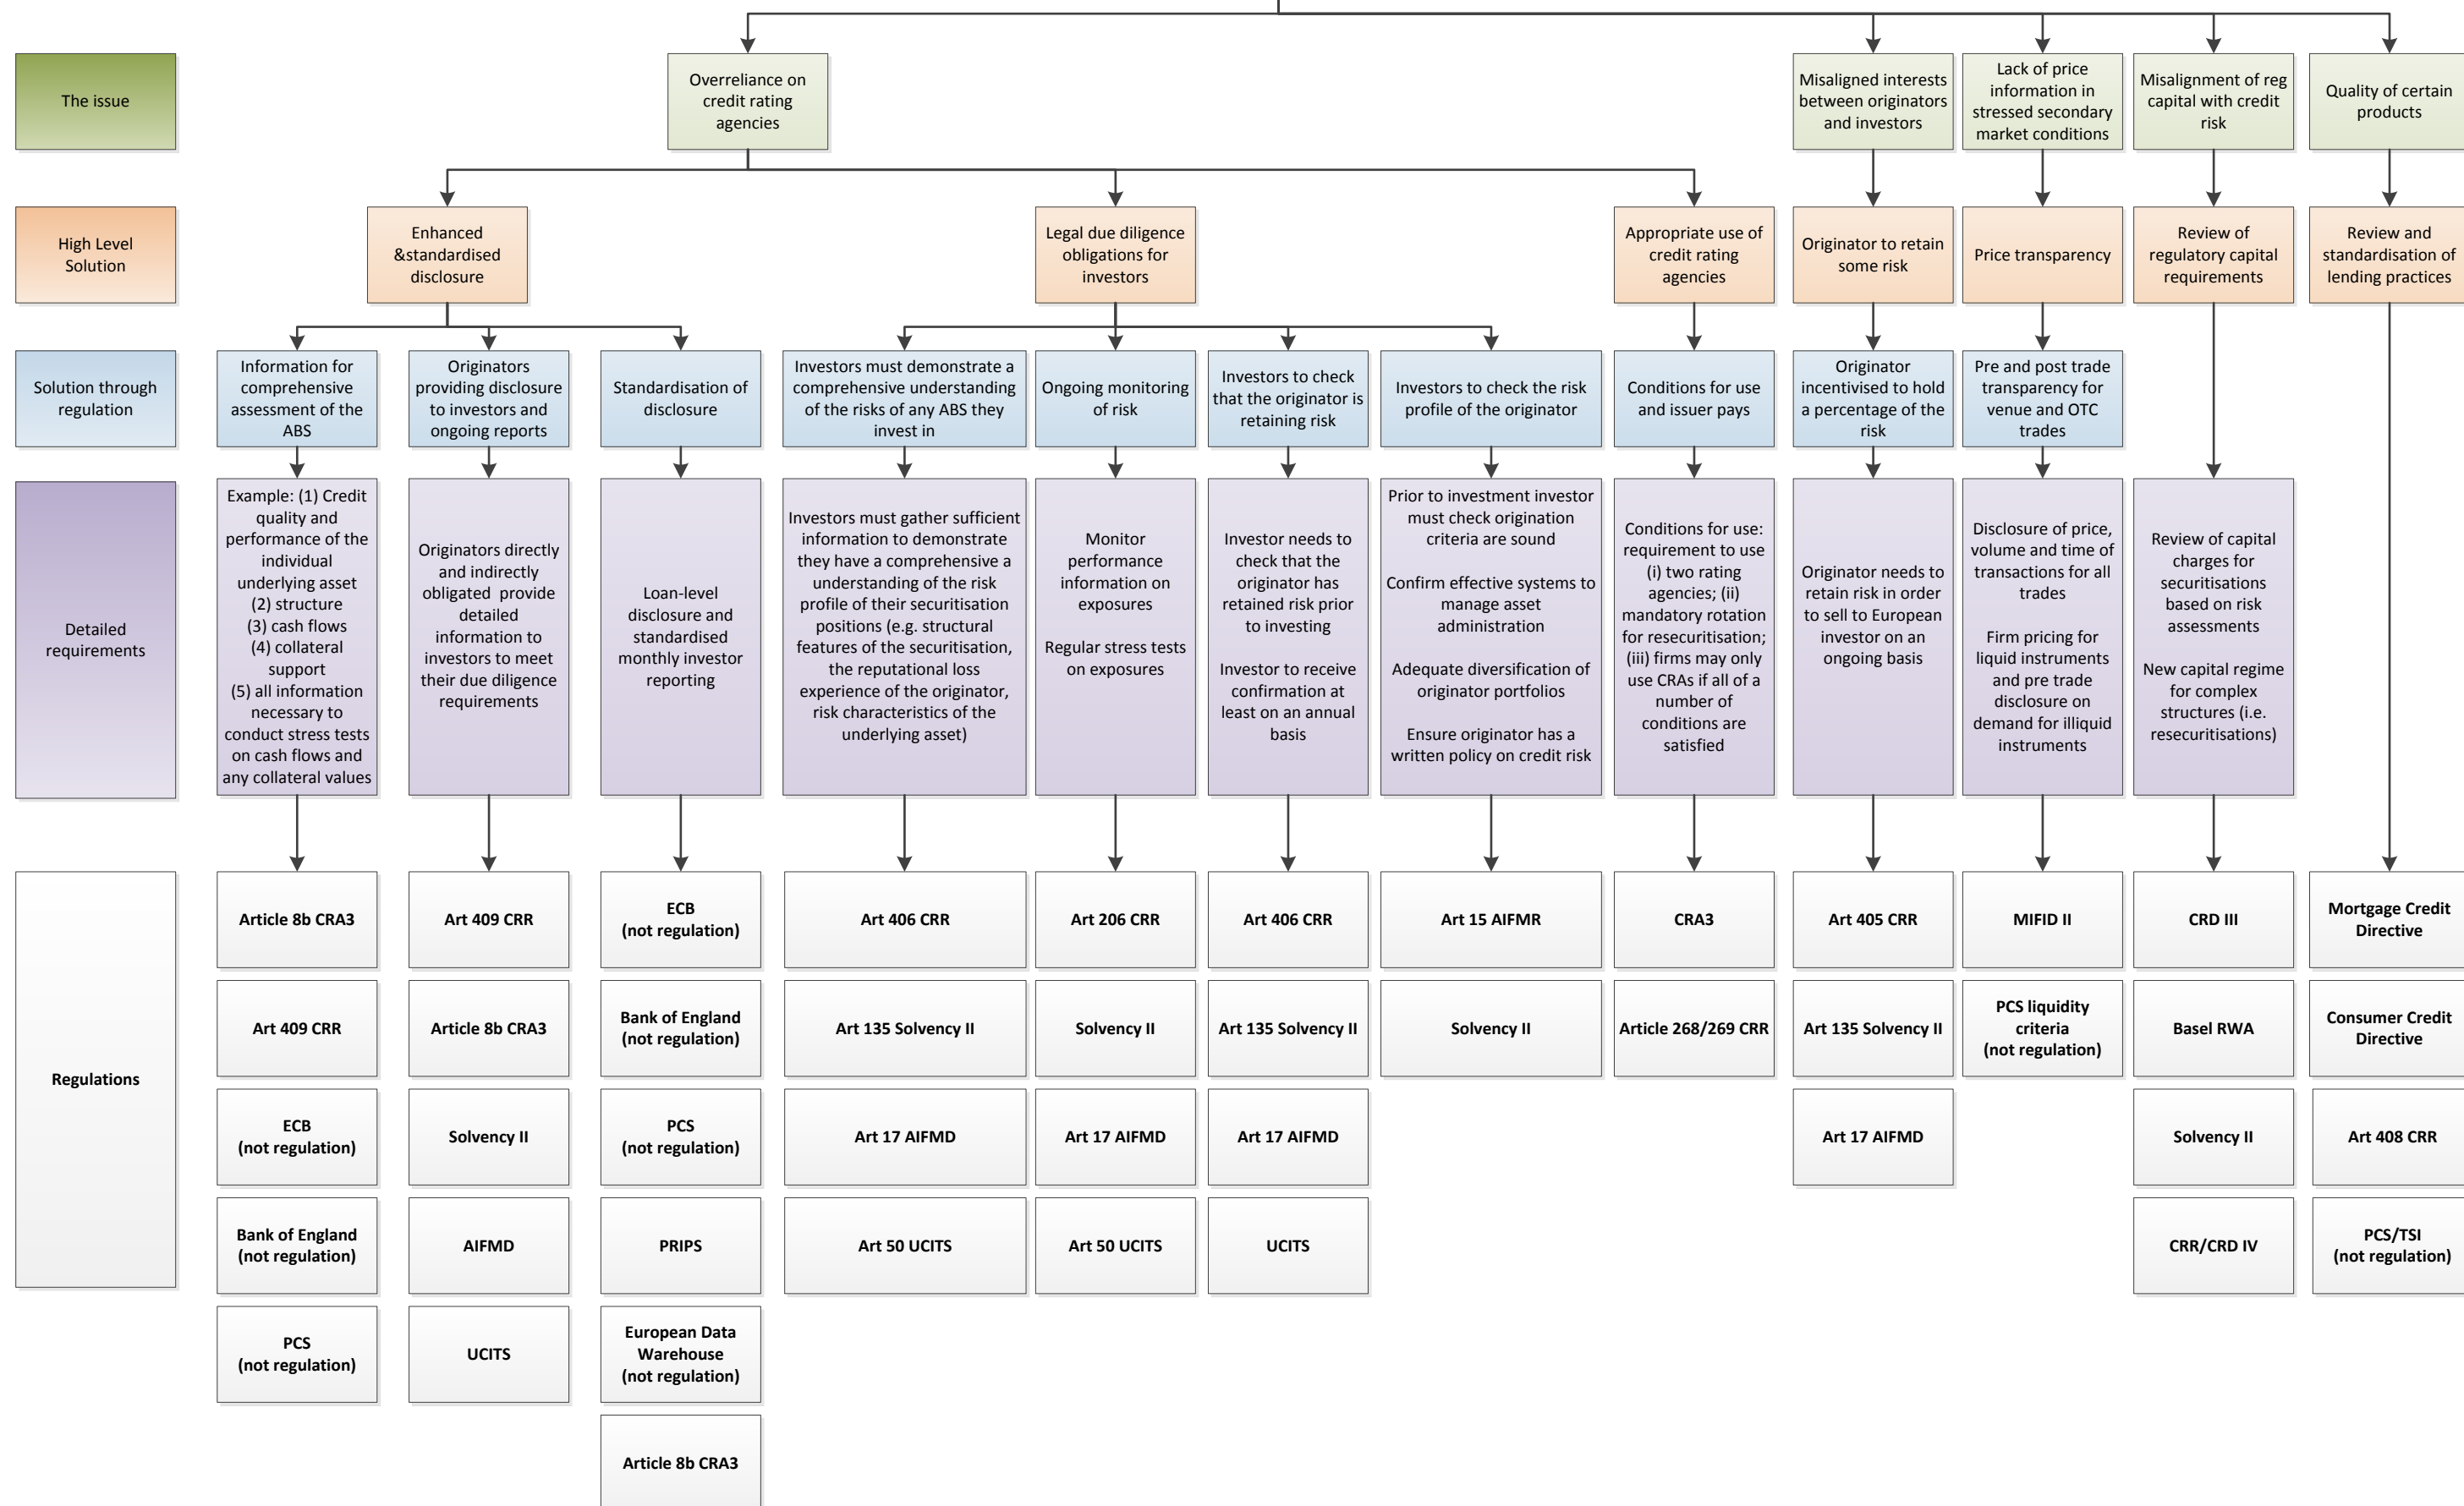 The issue
Overreliance on
credit rating
agencies
Misaligned interests
between originators
and investors
Lack of price
information in
stressed secondary
market conditions
Misalignment of reg
capital with credit
risk
Quality of certain
products
High Level
Solution
Enhanced
&standardised
disclosure
Legal due diligence
obligations for
investors
Appropriate use of
credit rating
agencies
Originator to retain
some risk
Price transparency
Review of
regulatory capital
requirements
Review and
standardisation of
lending practices
Solution through
regulation
Information for
comprehensive
assessment of the
ABS
Originators
providing disclosure
to investors and
ongoing reports
Standardisation of
disclosure
Investors must demonstrate a
comprehensive understanding
of the risks of any ABS they
invest in
Ongoing monitoring
of risk
Investors to check
that the originator is
retaining risk
Investors to check the risk
profile of the originator
Conditions for use
and issuer pays
Originator
incentivised to hold
a percentage of the
risk
Pre and post trade
transparency for
venue and OTC
trades
Detailed
requirements
Example: (1) Credit
quality and
performance of the
individual
underlying asset
(2) structure
(3) cash flows
(4) collateral
support
(5) all information
necessary to
conduct stress tests
on cash flows and
any collateral values
Originators directly
and indirectly
obligated  provide
detailed
information to
investors to meet
their due diligence
requirements
Loan-level
disclosure and
standardised
monthly investor
reporting
Investors must gather sufficient
information to demonstrate
they have a comprehensive a
understanding of the risk
profile of their securitisation
positions (e.g. structural
features of the securitisation,
the reputational loss
experience of the originator,
risk characteristics of the
underlying asset)
Monitor
performance
information on
exposures
Regular stress tests
on exposures
Investor needs to
check that the
originator has
retained risk prior
to investing
Investor to receive
confirmation at
least on an annual
basis
Prior to investment investor
must check origination
criteria are sound
Confirm effective systems to
manage asset
administration
Adequate diversification of
originator portfolios
Ensure originator has a
written policy on credit risk
Conditions for use:
requirement to use
(i) two rating
agencies; (ii)
mandatory rotation
for resecuritisation;
(iii) firms may only
use CRAs if all of a
number of
conditions are
satisfied
Originator needs to
retain risk in order
to sell to European
investor on an
ongoing basis
Disclosure of price,
volume and time of
transactions for all
trades
Firm pricing for
liquid instruments
and pre trade
disclosure on
demand for illiquid
instruments
Review of capital
charges for
securitisations
based on risk
assessments
New capital regime
for complex
structures (i.e.
resecuritisations)
Regulations
Article 8b CRA3
Art 409 CRR
ECB
(not regulation)
Art 406 CRR
Art 206 CRR
Art 406 CRR
Art 15 AIFMR
CRA3
Art 405 CRR
MIFID II
CRD III
Mortgage Credit
Directive
Art 409 CRR
Article 8b CRA3
Bank of England
(not regulation)
Art 135 Solvency II
Solvency II
Art 135 Solvency II
Solvency II
Article 268/269 CRR
Art 135 Solvency II
PCS liquidity
criteria
(not regulation)
Basel RWA
Consumer Credit
Directive
ECB
(not regulation)
Solvency II
PCS
(not regulation)
Art 17 AIFMD
Art 17 AIFMD
Art 17 AIFMD
Art 17 AIFMD
Solvency II
Art 408 CRR
Bank of England
(not regulation)
AIFMD
PRIPS
Art 50 UCITS
Art 50 UCITS
UCITS
CRR/CRD IV
PCS/TSI
(not regulation)
PCS
(not regulation)
UCITS
European Data
Warehouse
(not regulation)
Article 8b CRA3